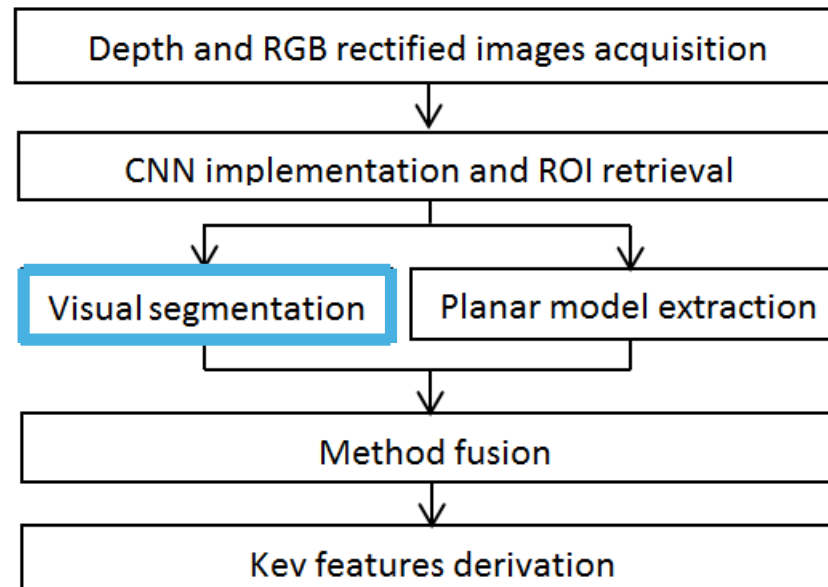 Depth and RGB rectified images acquisition
CNN implementation and ROI retrieval
Visual segmentation
Planar model extraction
Method fusion
Key features derivation